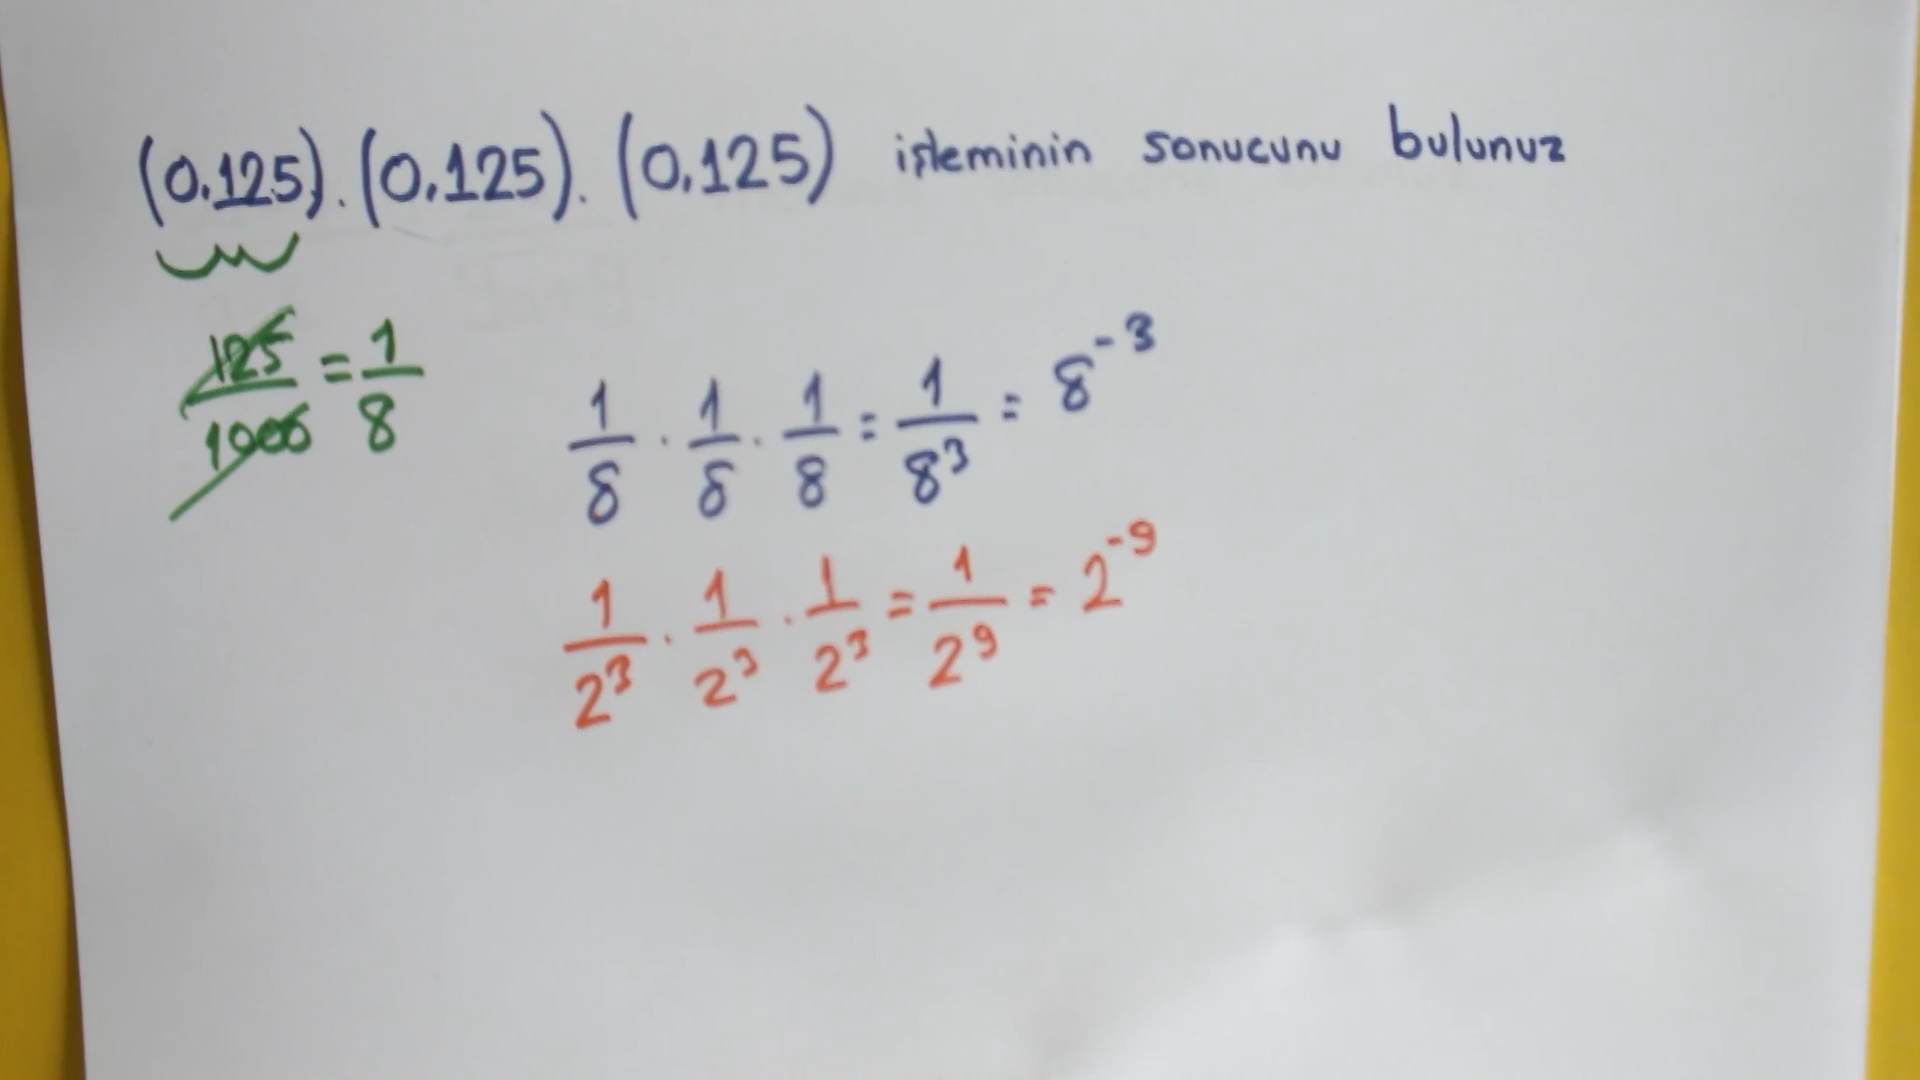 (0.125).(0.125).(0.125) işleminin sonucunu bulunuz
125/1000 = 1/8
1/8 . 1/8 . 1/8 = 1/8³ = 8⁻³
1/2³ . 1/2³ . 1/2³ = 1/2⁹ = 2⁻⁹